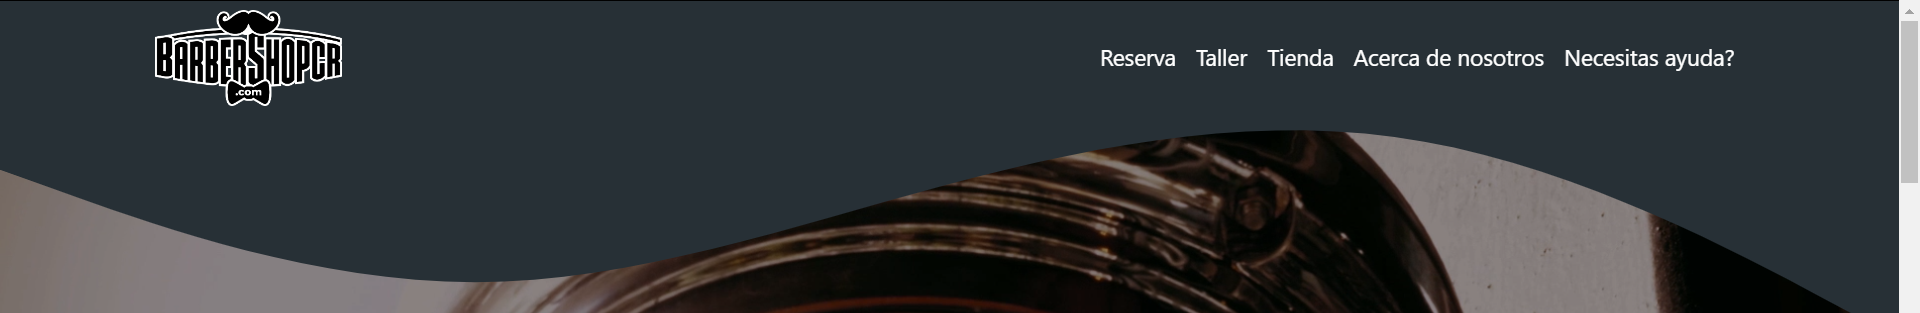 BARBERSHOPCR
.com
Reserva Taller Tienda Acerca de nosotros Necesitas ayuda?